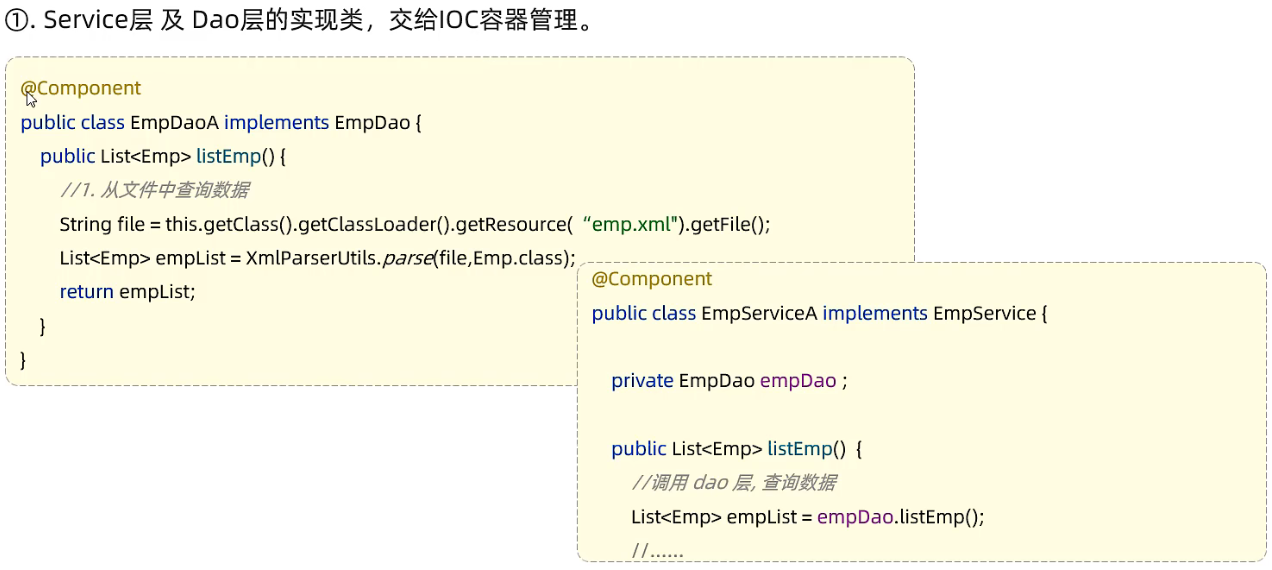 ①. Service层 及 Dao层的实现类，交给IOC容器管理。
@Component
public class EmpDaoA implements EmpDao {
public List<Emp> listEmp() {
//1. 从文件中查询数据
String file = this.getClass().getClassLoader().getResource( “emp.xml").getFile();
List<Emp> empList = XmlParserUtils.parse(file,Emp.class);
return empList;
}
}
@Component
public class EmpServiceA implements EmpService {
private EmpDao empDao ;
public List<Emp> listEmp() {
//调用 dao 层, 查询数据
List<Emp> empList = empDao.listEmp();
//......